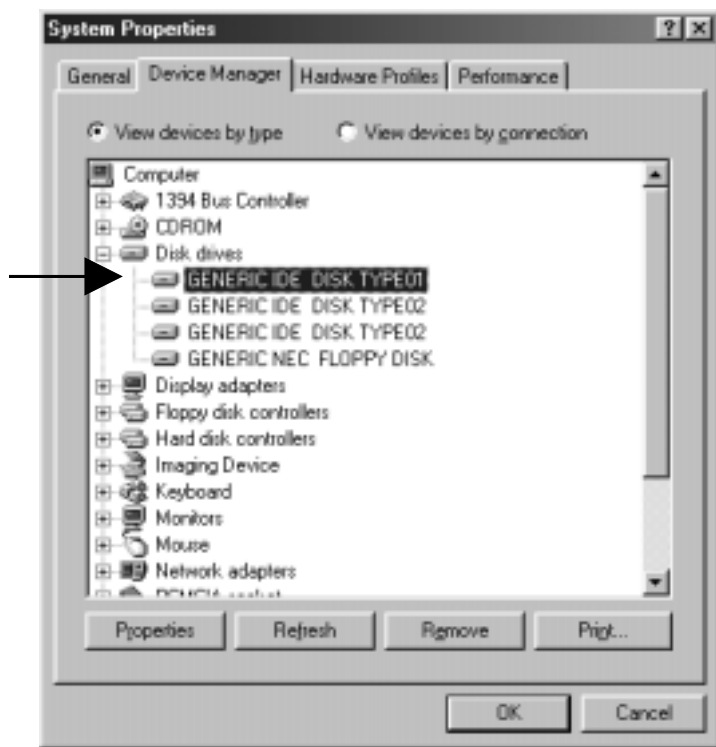 System Properties
General Device Manager Hardware Profiles Performance
View devices by type View devices by connection
Computer
1394 Bus Controller
CDROM
Disk drives
GENERIC IDE DISK TYPE01
GENERIC IDE DISK TYPE02
GENERIC IDE DISK TYPE02
GENERIC NEC FLOPPY DISK
Display adapters
Floppy disk controllers
Hard disk controllers
Imaging Device
Keyboard
Monitors
Mouse
Network adapters
Properties Refresh Remove Print...
OK Cancel